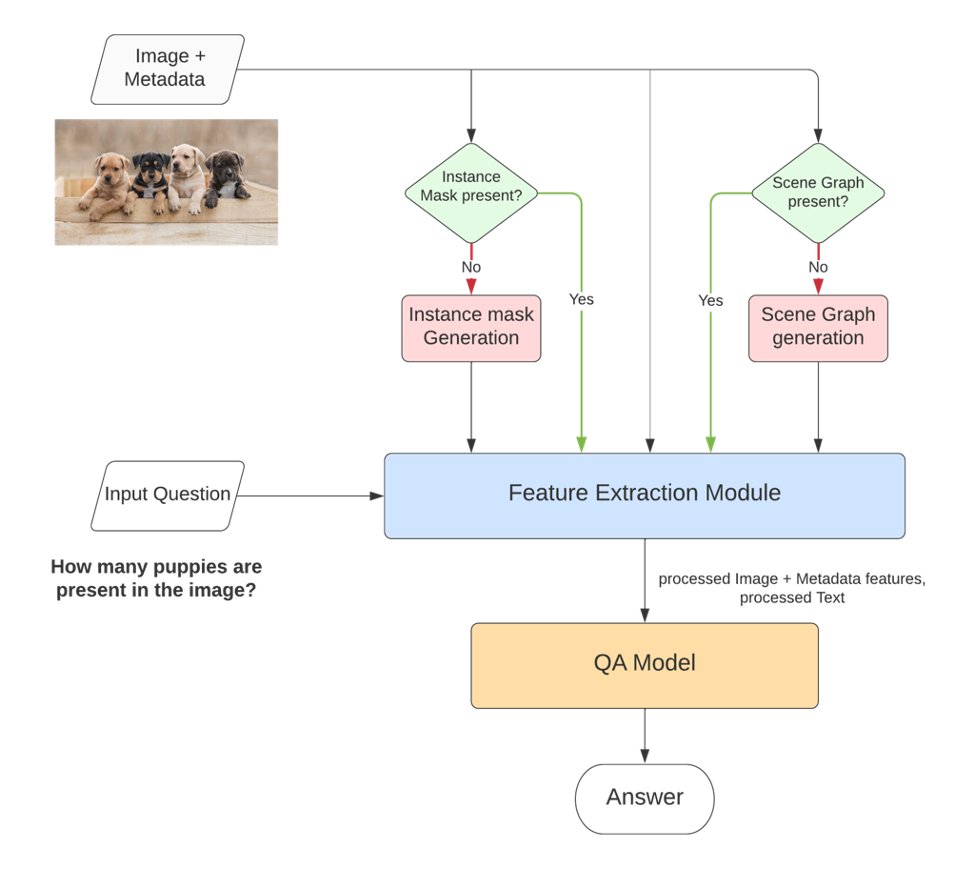 Image +
Metadata
Instance
Mask present?
Scene Graph
present?
No
No
Yes
Yes
Instance mask
Generation
Scene Graph
generation
Input Question
Feature Extraction Module
How many puppies are
present in the image?
processed Image + Metadata features,
processed Text
QA Model
Answer